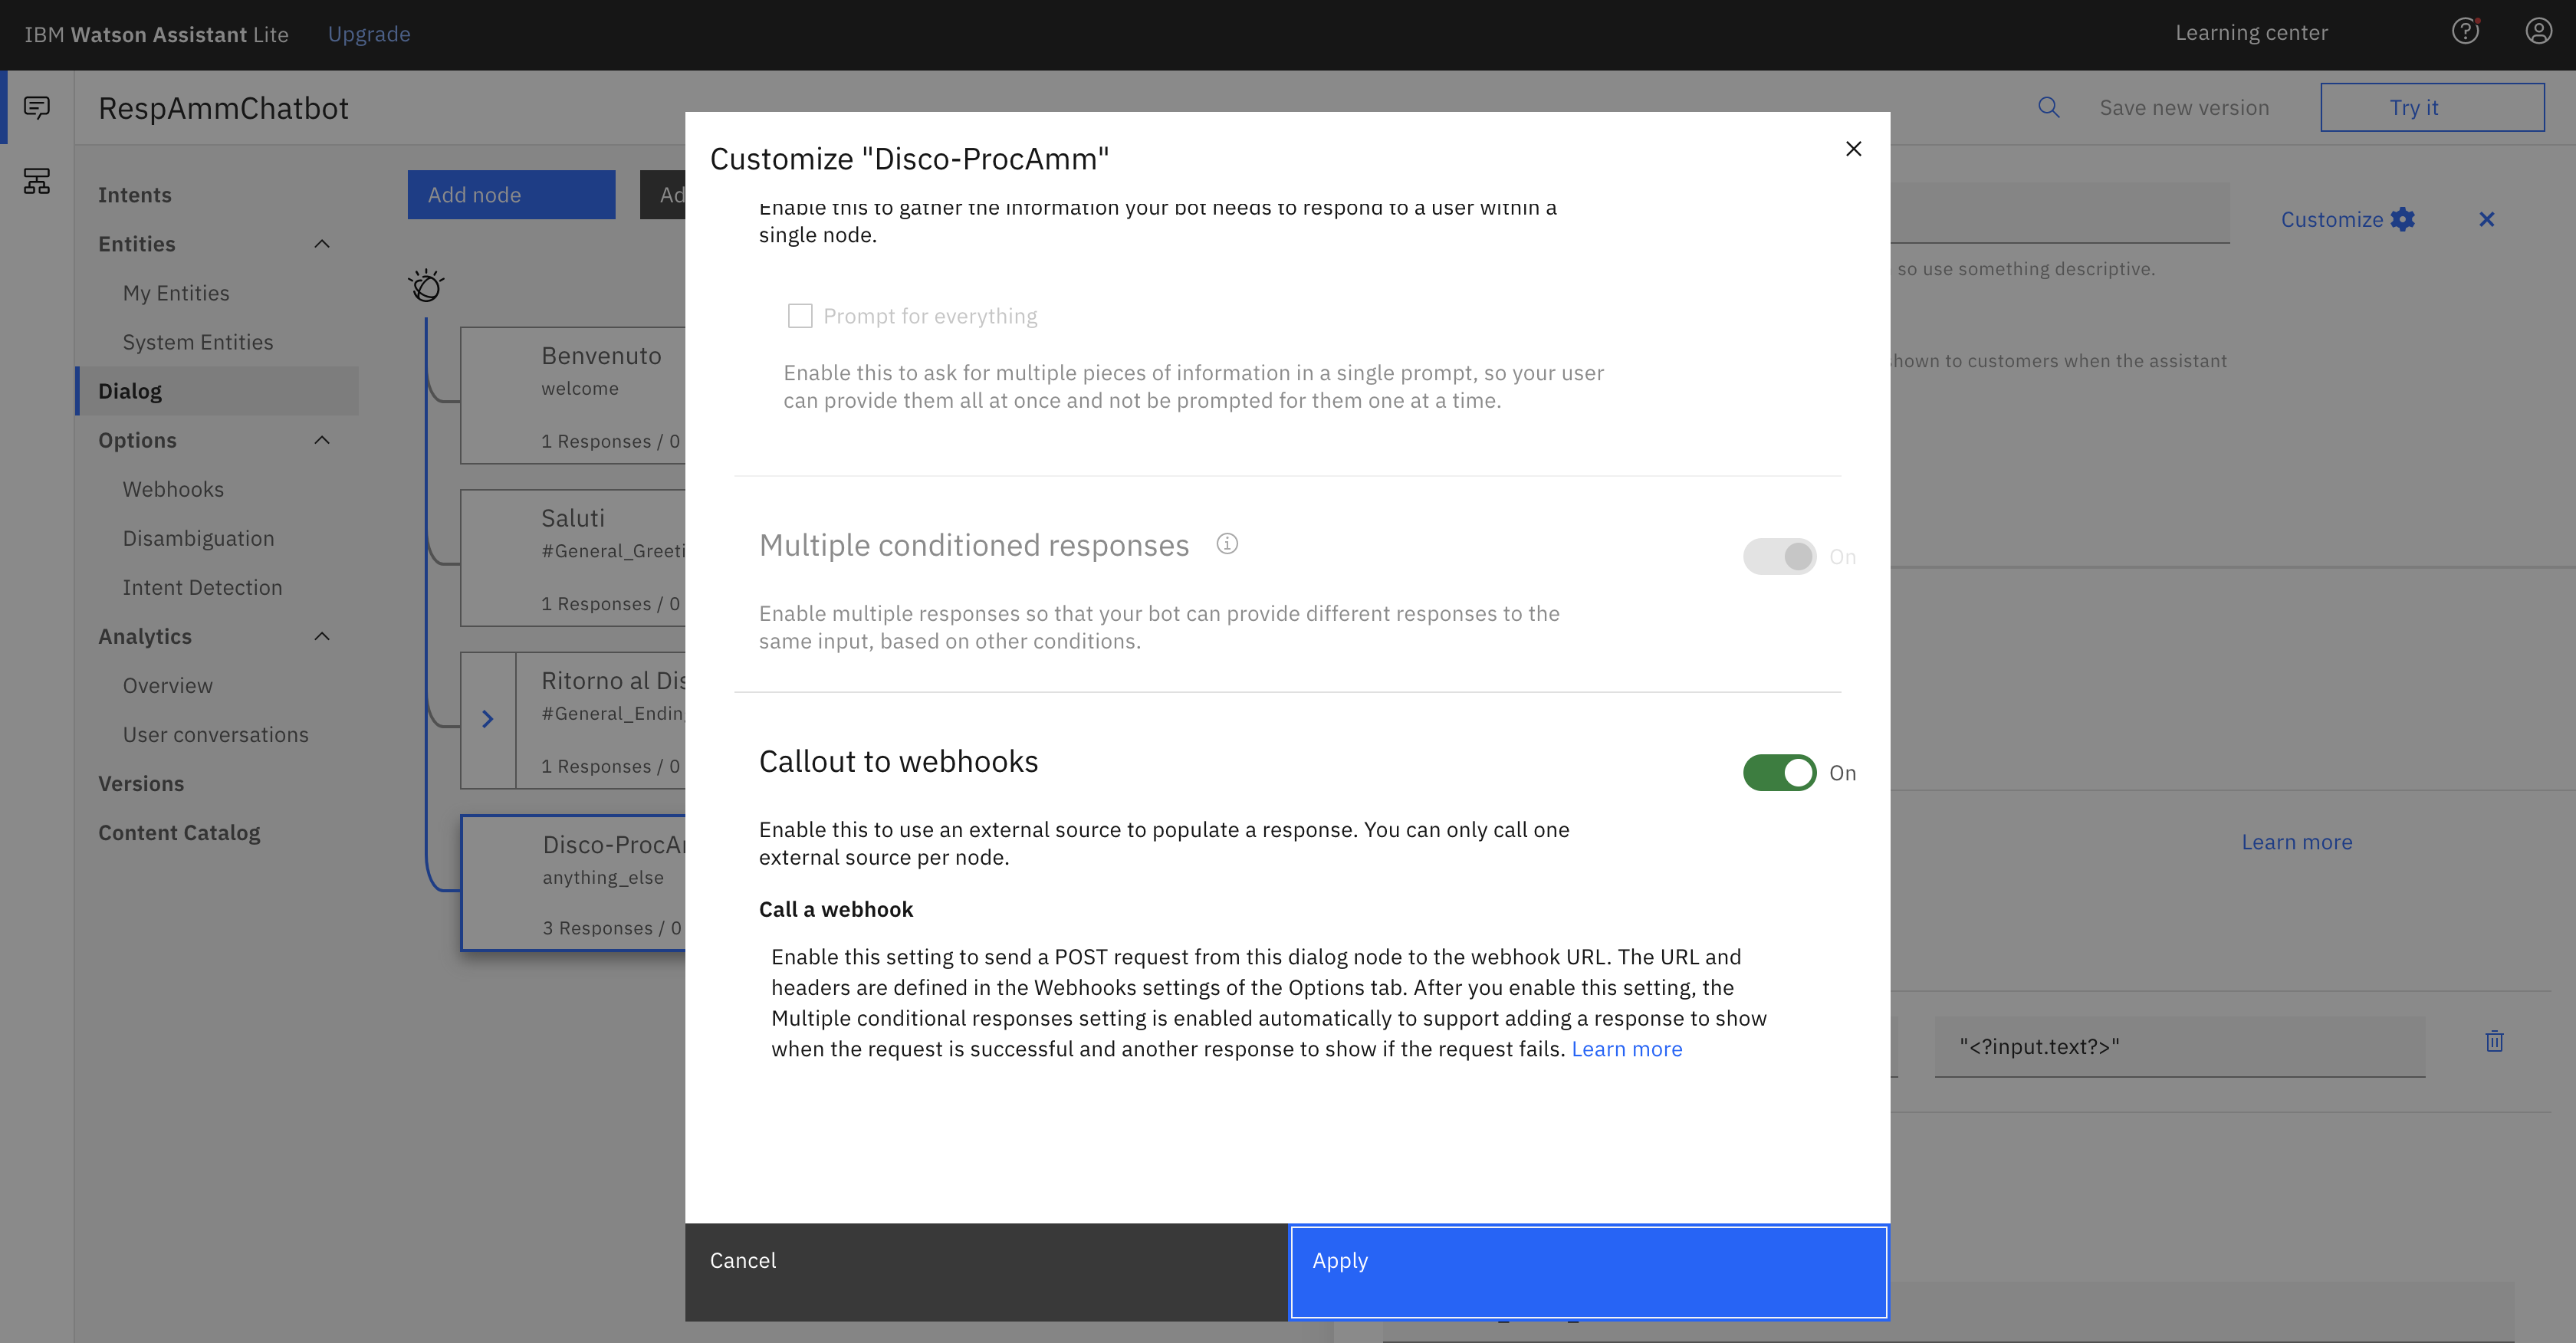 IBM Watson Assistant Lite
Upgrade
Learning center
RespAmmChatbot
Save new version
Try it
Intents
Entities
My Entities
System Entities
Dialog
Options
Webhooks
Disambiguation
Intent Detection
Analytics
Overview
User conversations
Versions
Content Catalog
Add node
Ad
Benvenuto
welcome
1 Responses / 0
Saluti
#General_Greeti
1 Responses / 0
Ritorno al Dis
#General_Ending
1 Responses / 0
Disco-ProcAm
anything_else
3 Responses / 0
Customize "Disco-ProcAmm"
Enable this to gather the information your bot needs to respond to a user within a
single node.
Prompt for everything
Enable this to ask for multiple pieces of information in a single prompt, so your user
can provide them all at once and not be prompted for them one at a time.
Multiple conditioned responses
On
Enable multiple responses so that your bot can provide different responses to the
same input, based on other conditions.
Callout to webhooks
On
Enable this to use an external source to populate a response. You can only call one
external source per node.
Call a webhook
Enable this setting to send a POST request from this dialog node to the webhook URL. The URL and
headers are defined in the Webhooks settings of the Options tab. After you enable this setting, the
Multiple conditional responses setting is enabled automatically to support adding a response to show
when the request is successful and another response to show if the request fails. Learn more
Cancel
Apply
Customize
so use something descriptive.
shown to customers when the assistant
Learn more
"<?input.text?>"